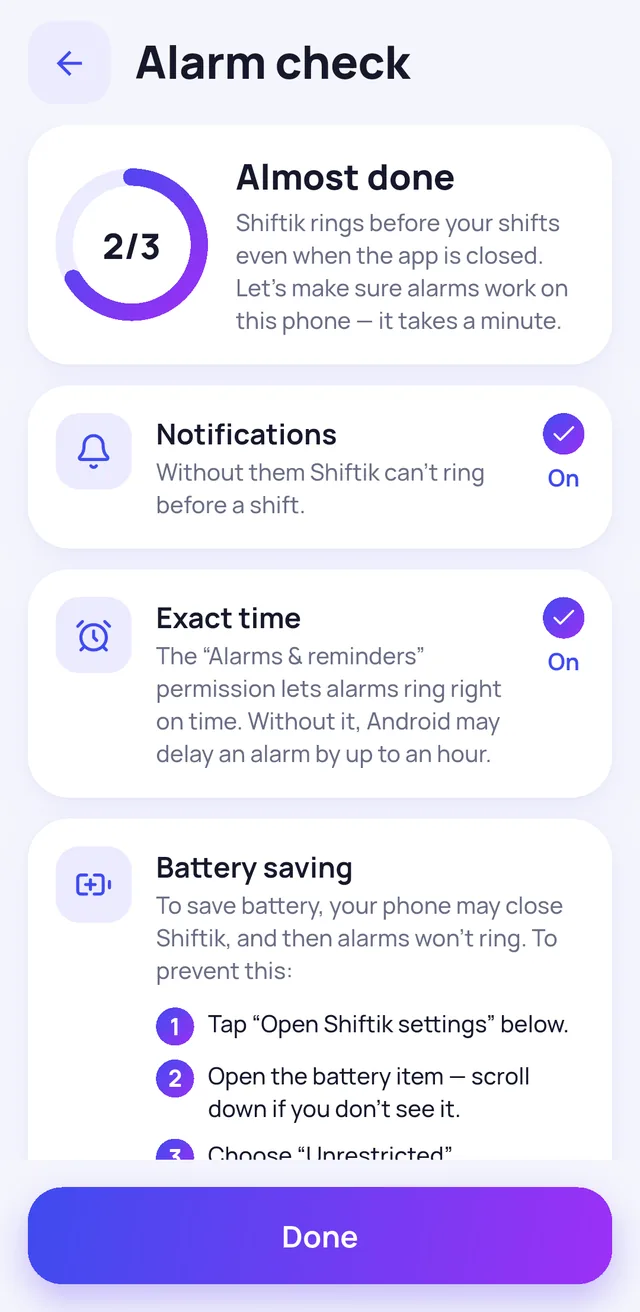 Alarm check
2/3
Almost done
Shiftik rings before your shifts
even when the app is closed.
Let’s make sure alarms work on
this phone — it takes a minute.
Notifications
Without them Shiftik can’t ring
before a shift.
On
Exact time
The “Alarms & reminders”
permission lets alarms ring right
on time. Without it, Android may
delay an alarm by up to an hour.
On
Battery saving
To save battery, your phone may close
Shiftik, and then alarms won’t ring. To
prevent this:
1 Tap “Open Shiftik settings” below.
2 Open the battery item — scroll
down if you don’t see it.
3 Choose “Unrestricted”
Done